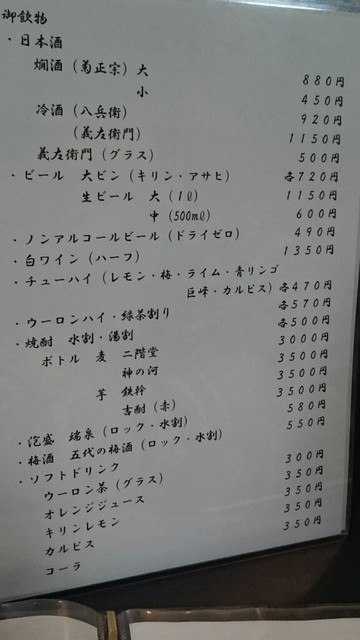 御飲物
・日本酒
燗酒（菊正宗）大 880円
小 450円
冷酒（八兵衛） 920円
（義左衛門） 1150円
義左衛門（グラス） 500円
・ビール 大ビン（キリン・アサヒ） 各720円
生ビール 大（1ℓ） 1150円
中（500mℓ） 600円
・ノンアルコールビール（ドライゼロ） 490円
・白ワイン（ハーフ） 1350円
・チューハイ（レモン・梅・ライム・青リンゴ
巨峰・カルピス）各470円
・ウーロンハイ・緑茶割り 各570円
・焼酎 水割・湯割 各500円
ボトル 麦 二階堂 3000円
神の河 3500円
芋 鉄幹 3500円
吉酎（赤） 3500円
・泡盛 瑞泉（ロック・水割） 580円
・梅酒 五代の梅酒（ロック・水割） 550円
・ソフトドリンク
ウーロン茶（グラス） 300円
オレンジジュース 350円
キリンレモン 350円
カルピス 350円
コーラ 350円